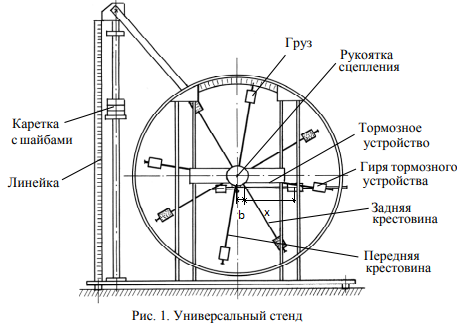 Груз
Рукоятка
сцепления
Каретка
с шайбами
Линейка
Тормозное
устройство
Гиря тормозного
устройства
Задняя
крестовина
Передняя
крестовина
b
x
Рис. 1. Универсальный стенд